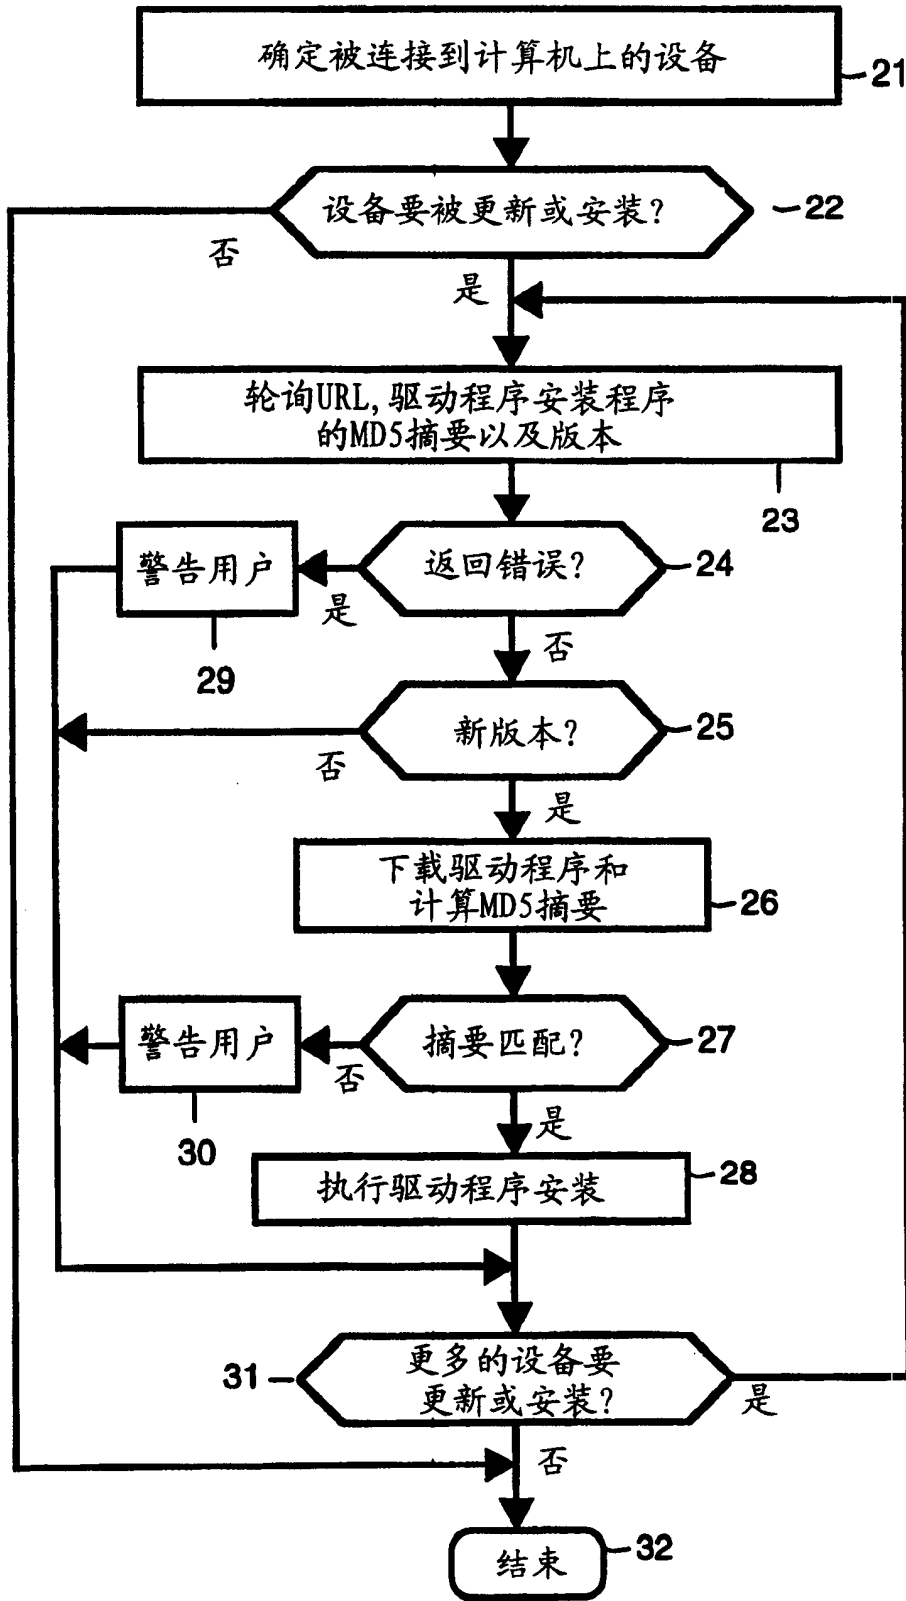 确定被连接到计算机上的设备
21
设备要被更新或安装?
22
否
是
轮询URL,驱动程序安装程序
的MD5摘要以及版本
23
警告用户
返回错误?
24
是
29
否
新版本?
25
否
是
下载驱动程序和
计算MD5摘要
26
警告用户
摘要匹配?
27
否
30
是
执行驱动程序安装
28
更多的设备要
更新或安装?
31
是
否
结束
32